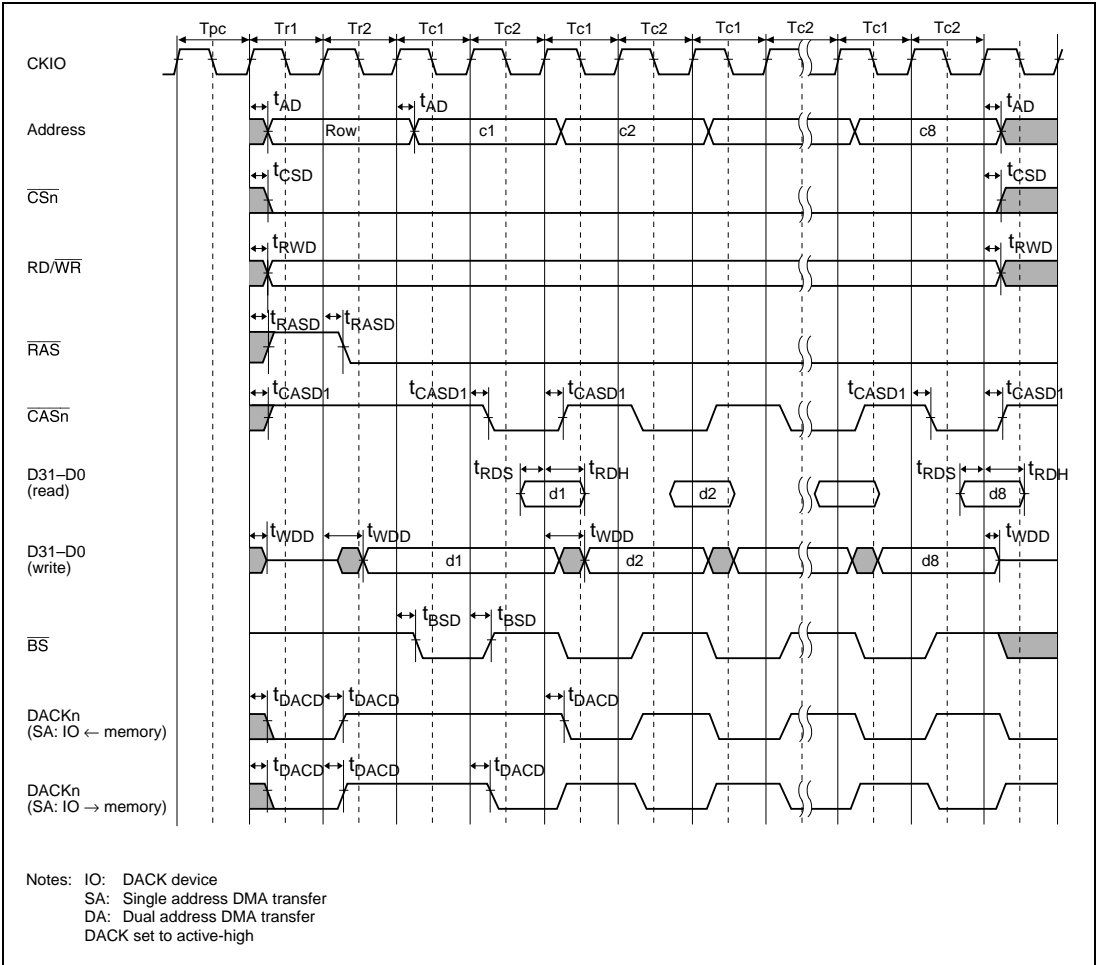 Tpc Tr1 Tr2 Tc1 Tc2 Tc1 Tc2 Tc1 Tc2 Tc1 Tc2
CKIO
tAD tAD tAD
Address
Row c1 c2 c8
tCSD tCSD
CSn
tRWD tRWD
RD/WR
tRASD tRASD
RAS
tCASD1 tCASD1 tCASD1 tCASD1 tCASD1
CASn
D31–D0
(read)
tRDS tRDH tRDS tRDH
d1 d2 d8
tWDD tWDD tWDD tWDD
D31–D0
(write)
d1 d2 d8
tBSD tBSD
BS
tDACD tDACD tDACD
DACKn
(SA: IO ← memory)
tDACD tDACD tDACD
DACKn
(SA: IO → memory)
Notes: IO: DACK device
SA: Single address DMA transfer
DA: Dual address DMA transfer
DACK set to active-high